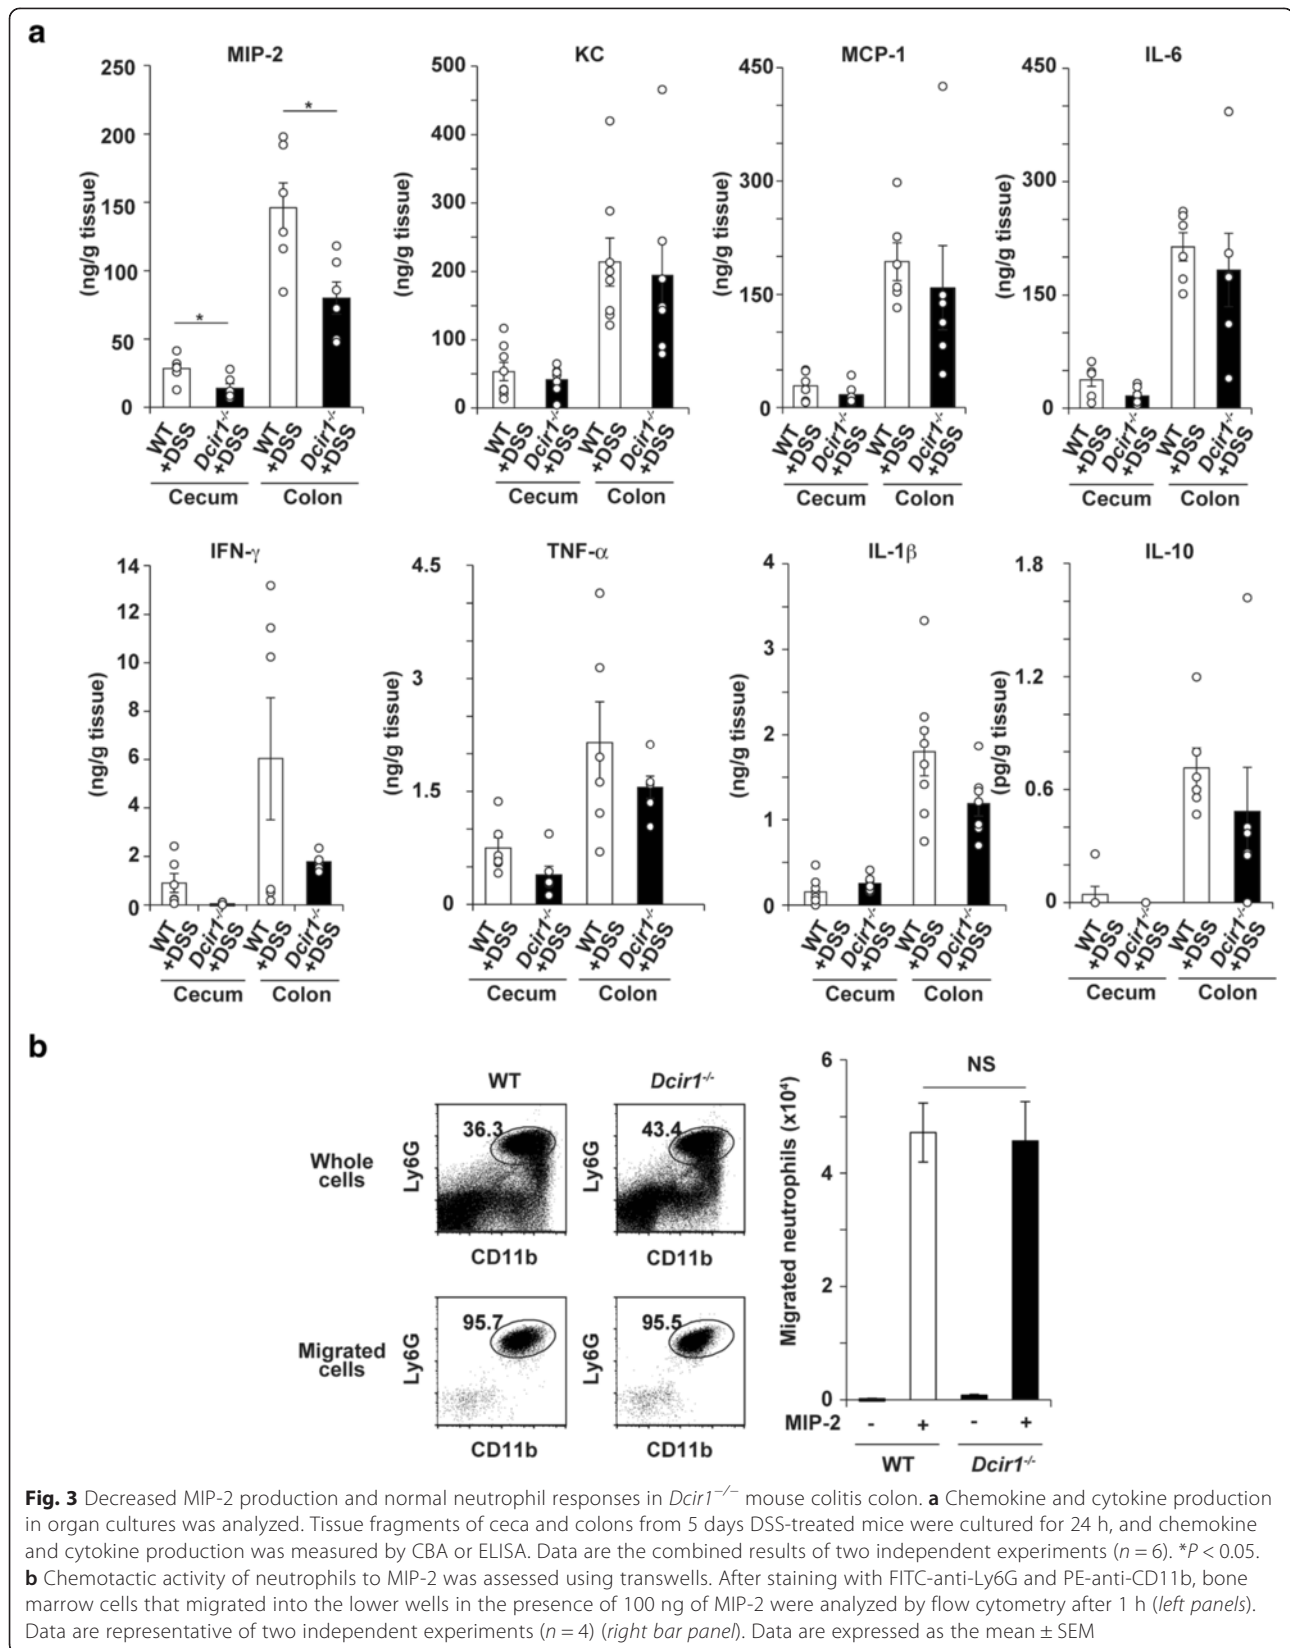 a
MIP-2
KC
MCP-1
IL-6
250
200
150
100
50
0
(ng/g tissue)
*
*
500
400
300
200
100
0
(ng/g tissue)
450
300
150
0
(ng/g tissue)
450
300
150
0
(ng/g tissue)
WT +DSS
Dcir1-/- +DSS
WT +DSS
Dcir1-/- +DSS
Cecum
Colon
WT +DSS
Dcir1-/- +DSS
WT +DSS
Dcir1-/- +DSS
Cecum
Colon
WT +DSS
Dcir1-/- +DSS
WT +DSS
Dcir1-/- +DSS
Cecum
Colon
WT +DSS
Dcir1-/- +DSS
WT +DSS
Dcir1-/- +DSS
Cecum
Colon
IFN-γ
TNF-α
IL-1β
IL-10
14
12
10
8
6
4
2
0
(ng/g tissue)
4.5
3
1.5
0
(ng/g tissue)
4
3
2
1
0
(ng/g tissue)
1.8
1.2
0.6
0
(pg/g tissue)
WT +DSS
Dcir1-/- +DSS
WT +DSS
Dcir1-/- +DSS
Cecum
Colon
WT +DSS
Dcir1-/- +DSS
WT +DSS
Dcir1-/- +DSS
Cecum
Colon
WT +DSS
Dcir1-/- +DSS
WT +DSS
Dcir1-/- +DSS
Cecum
Colon
WT +DSS
Dcir1-/- +DSS
WT +DSS
Dcir1-/- +DSS
Cecum
Colon
b
WT
Dcir1-/-
Whole
cells
36.3
43.4
Ly6G
Ly6G
CD11b
CD11b
Migrated
cells
95.7
95.5
Ly6G
Ly6G
CD11b
CD11b
6
4
2
0
Migrated neutrophils (x10⁴)
NS
MIP-2 - + - +
WT
Dcir1-/-
Fig. 3 Decreased MIP-2 production and normal neutrophil responses in Dcir1−/− mouse colitis colon. a Chemokine and cytokine production
in organ cultures was analyzed. Tissue fragments of ceca and colons from 5 days DSS-treated mice were cultured for 24 h, and chemokine
and cytokine production was measured by CBA or ELISA. Data are the combined results of two independent experiments (n = 6). *P < 0.05.
b Chemotactic activity of neutrophils to MIP-2 was assessed using transwells. After staining with FITC-anti-Ly6G and PE-anti-CD11b, bone
marrow cells that migrated into the lower wells in the presence of 100 ng of MIP-2 were analyzed by flow cytometry after 1 h (left panels).
Data are representative of two independent experiments (n = 4) (right bar panel). Data are expressed as the mean ± SEM